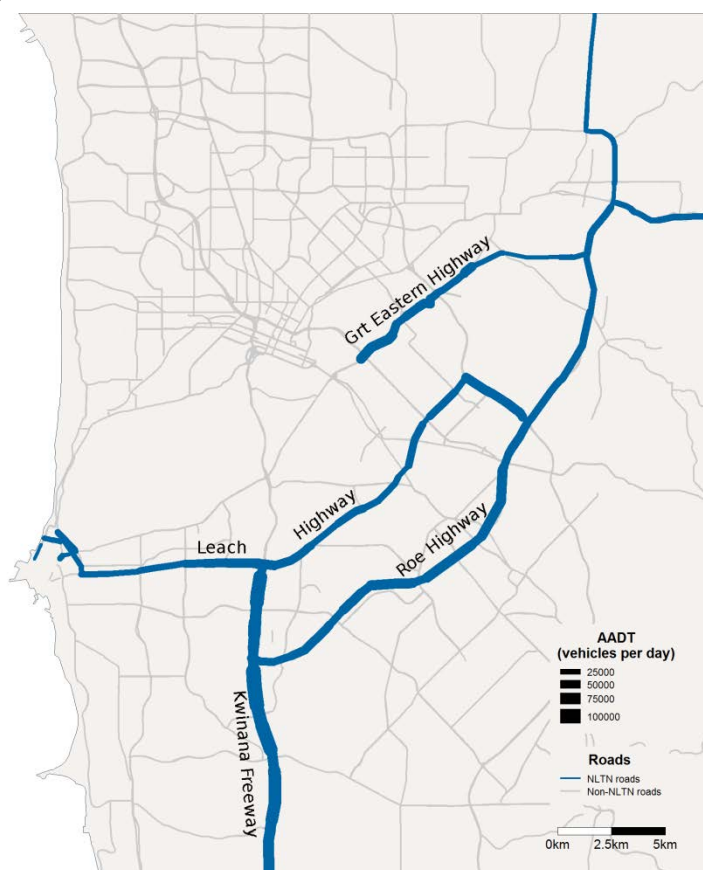 Grt Eastern Highway
Highway
Leach
Roe Highway
Kwinana Freeway
AADT
(vehicles per day)
25000
50000
75000
100000
Roads
NLTN roads
Non-NLTN roads
0km 2.5km 5km